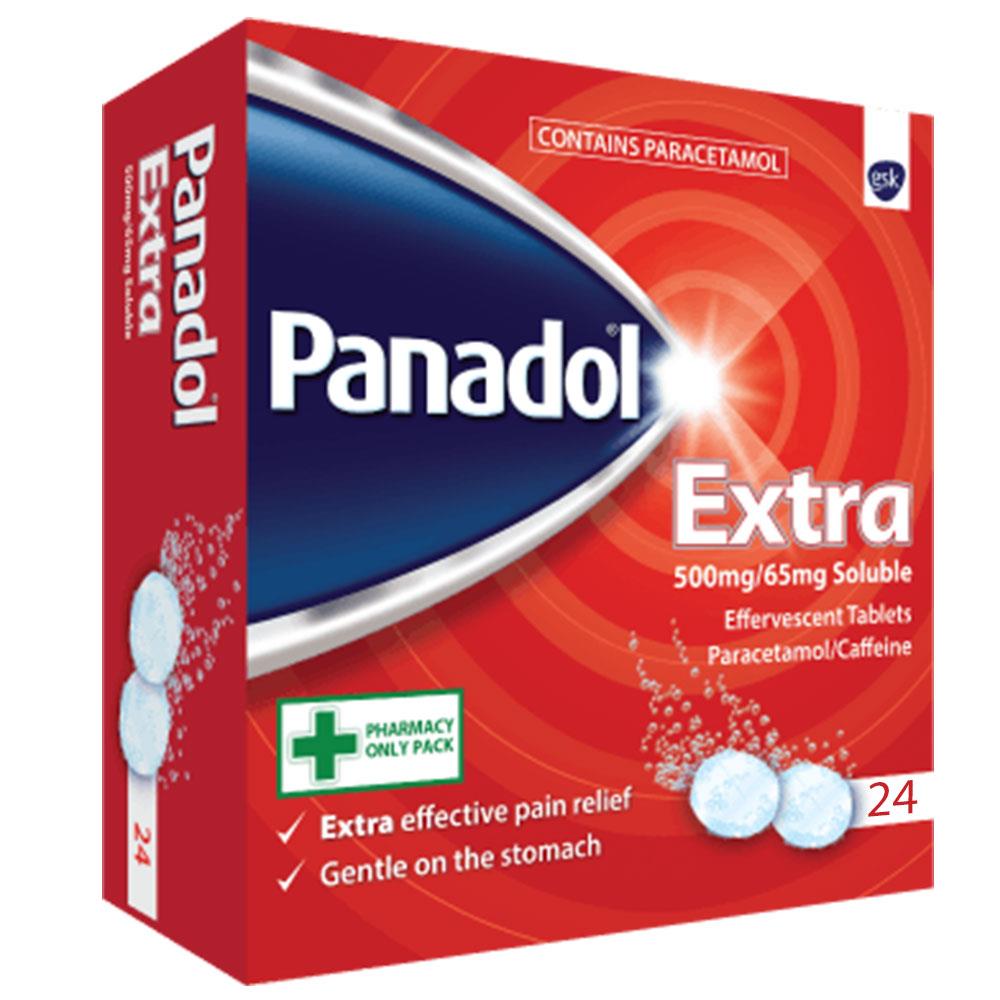 CONTAINS PARACETAMOL
gsk
Panadol®
Extra
500mg/65mg Soluble
Effervescent Tablets
Paracetamol/Caffeine
PHARMACY
ONLY PACK
✓ Extra effective pain relief
✓ Gentle on the stomach
24
Panadol
Extra
500mg/65mg Soluble
24